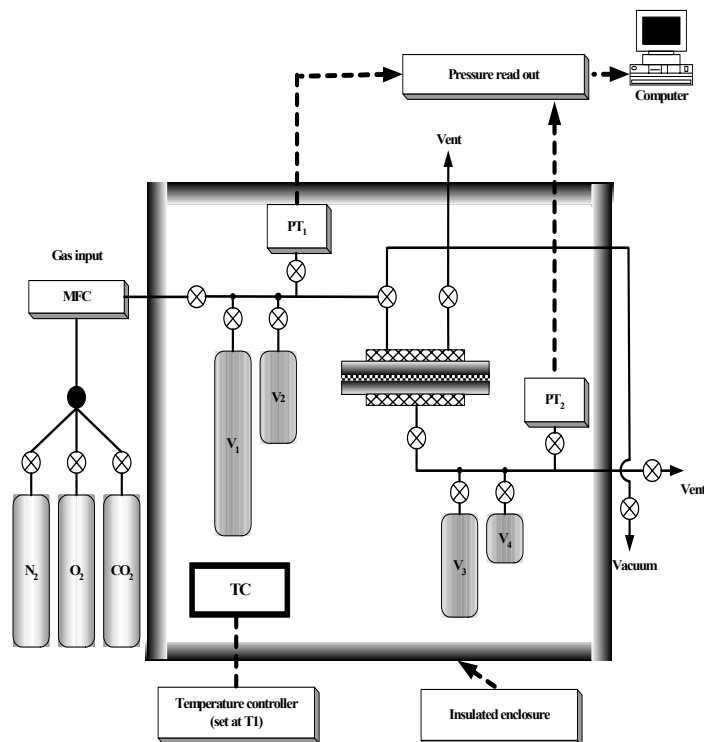 Pressure read out
Computer
Vent
PT1
Gas input
MFC
V1
V2
PT2
Vent
V3
V4
Vacuum
N2
O2
CO2
TC
Temperature controller
(set at T1)
Insulated enclosure